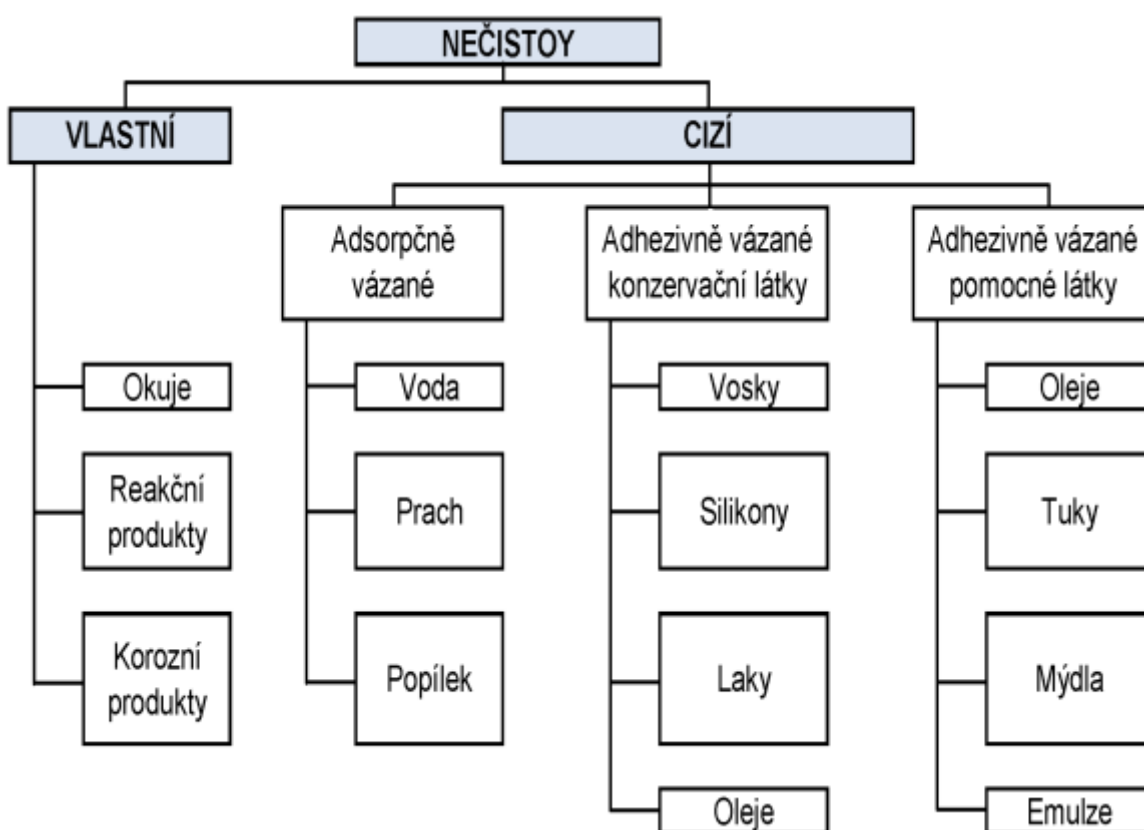 NEČISTOY
VLASTNÍ
CIZÍ
Adsorpčně
vázané
Adhezivně vázané
konzervační látky
Adhezivně vázané
pomocné látky
Okuje
Voda
Vosky
Oleje
Reakční
produkty
Prach
Silikony
Tuky
Korozní
produkty
Popílek
Laky
Mýdla
Oleje
Emulze